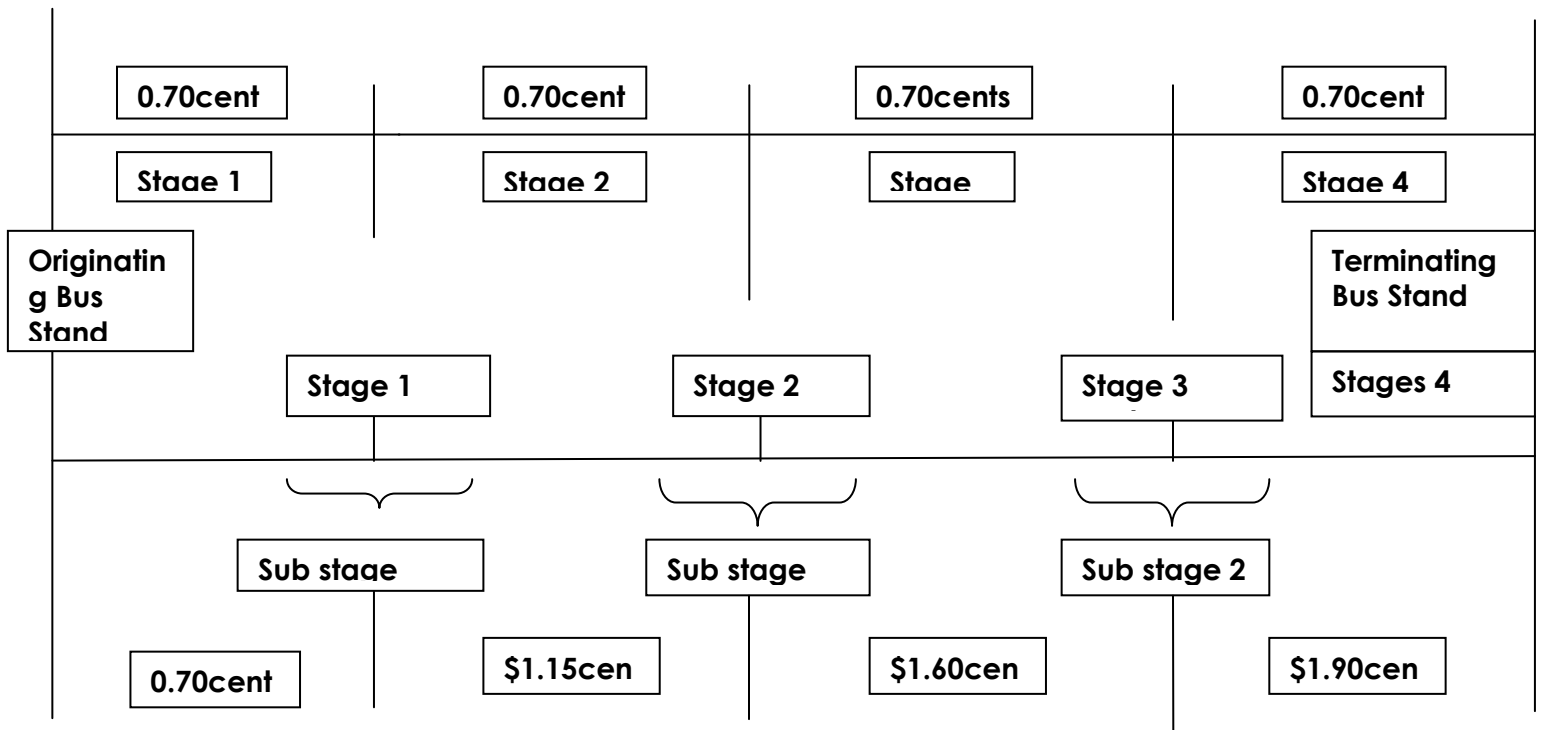 0.70cent
0.70cent
0.70cents
0.70cent
Stage 1
Stage 2
Stage
Stage 4
Originatin
g Bus
Stand
Terminating
Bus Stand
Stage 1
Stage 2
Stage 3
Stages 4
Sub stage
Sub stage
Sub stage 2
0.70cent
$1.15cen
$1.60cen
$1.90cen